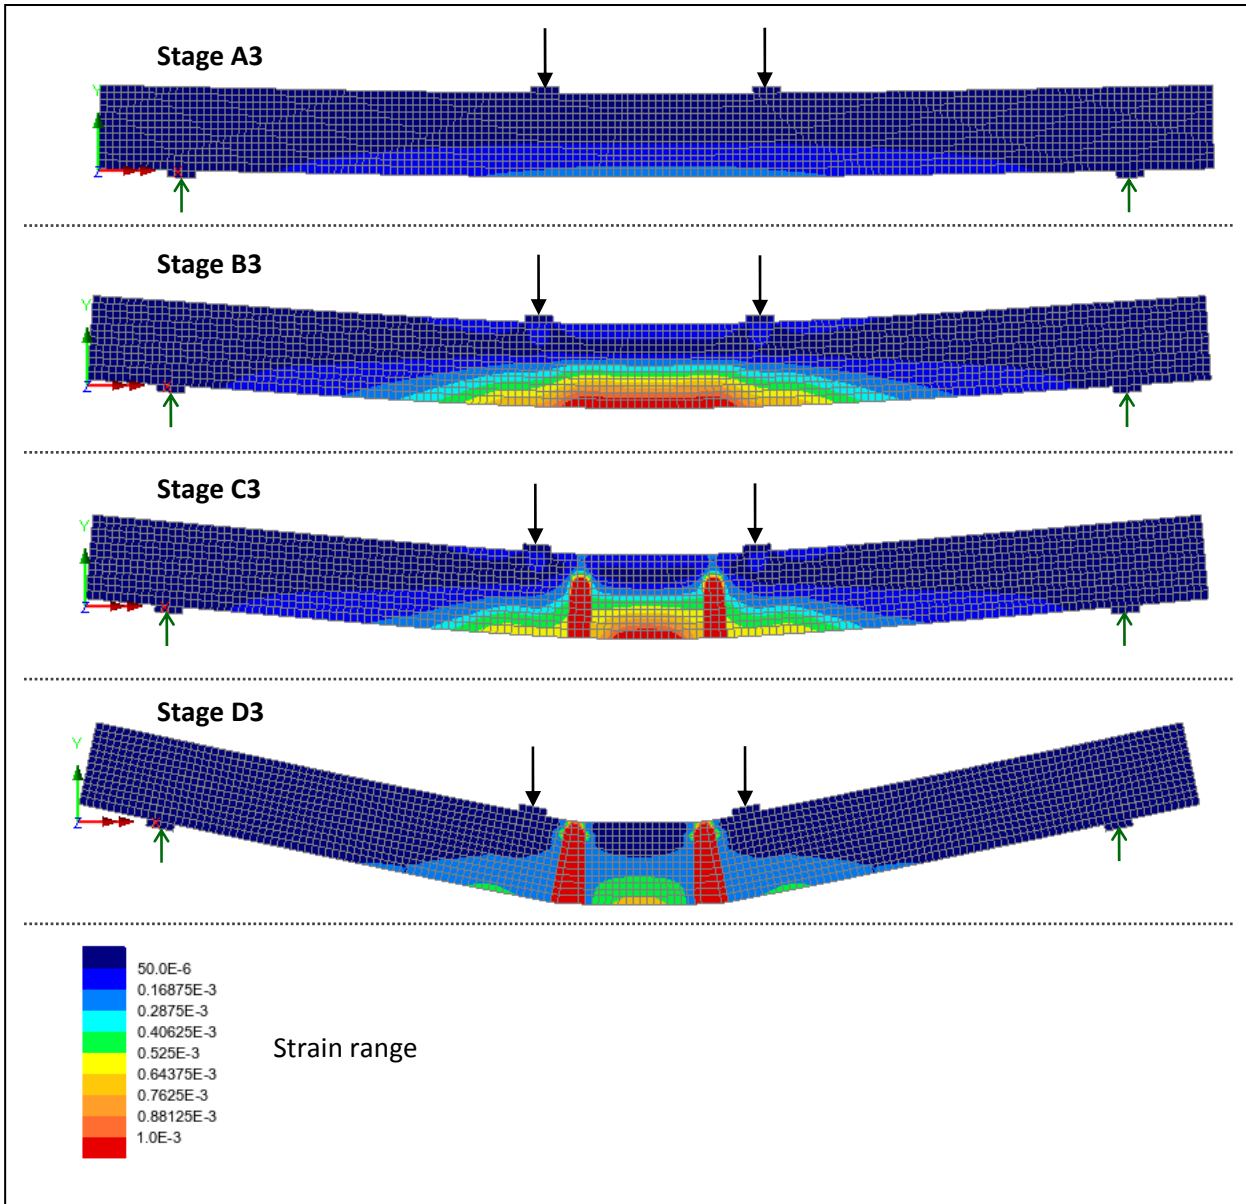 Stage A3
Y
X
Z
Stage B3
Y
X
Z
Stage C3
Y
X
Z
Stage D3
Y
X
Z
50.0E-6
0.16875E-3
0.2875E-3
0.40625E-3
0.525E-3
0.64375E-3
0.7625E-3
0.88125E-3
1.0E-3
Strain range